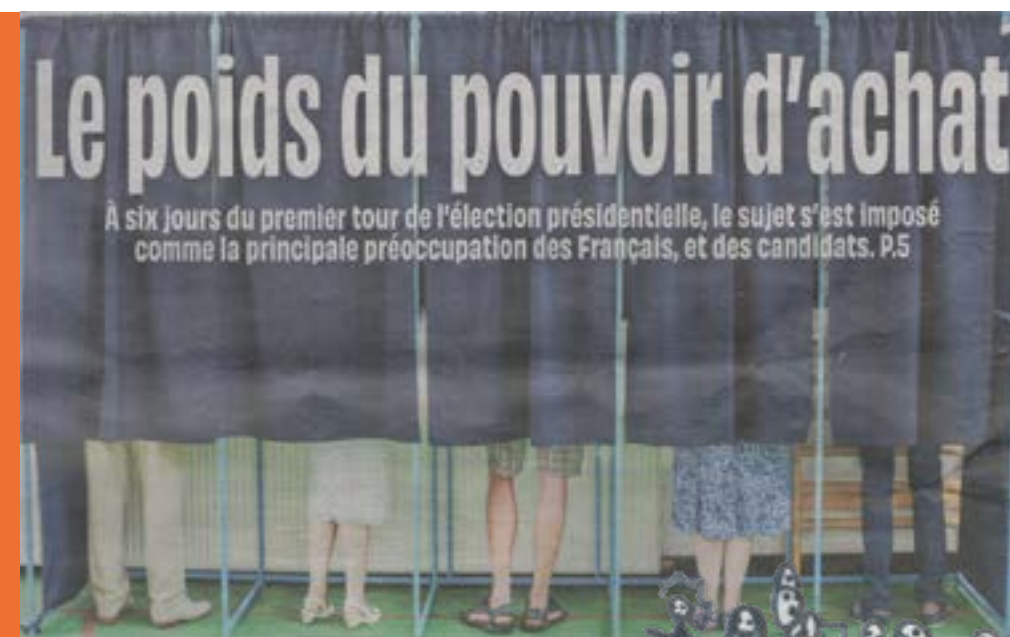 Le poids du pouvoir d'achat
À six jours du premier tour de l'élection présidentielle, le sujet s'est imposé
comme la principale préoccupation des Français, et des candidats. P.5